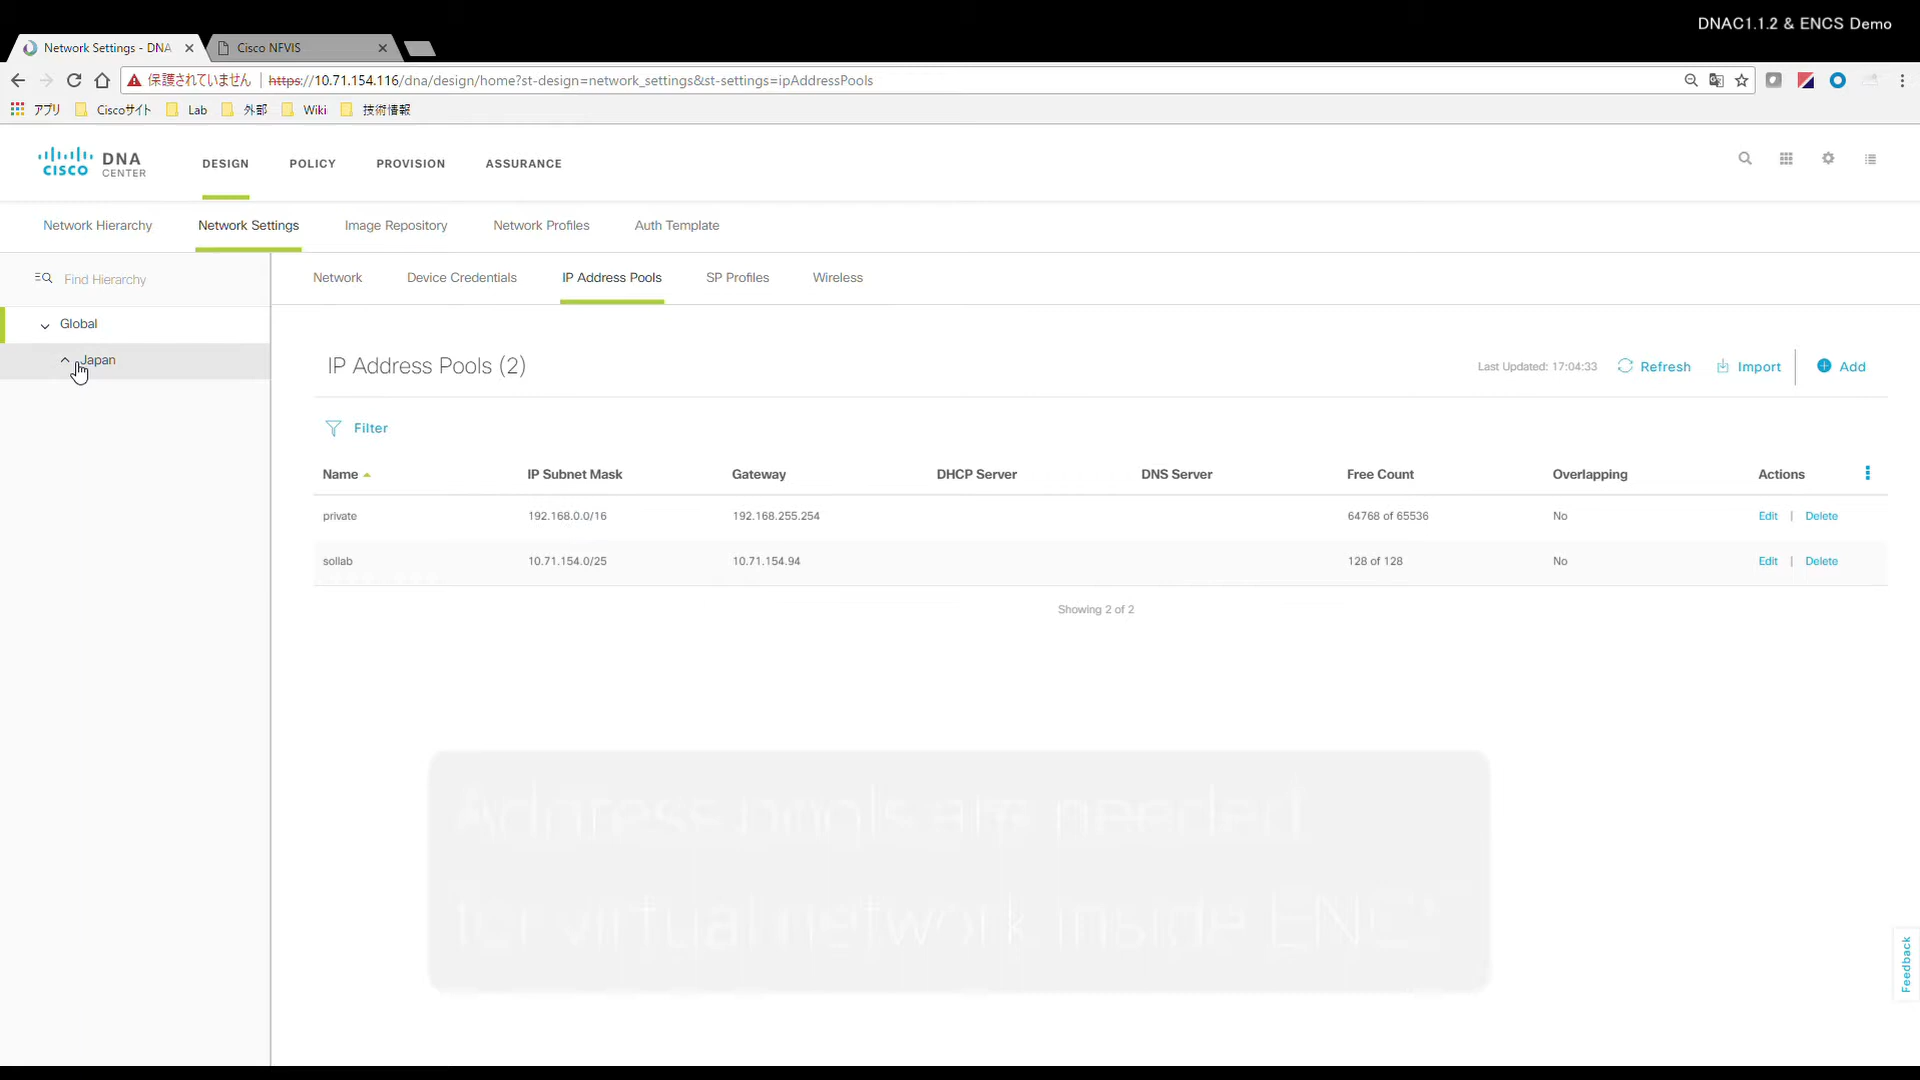 DNAC1.1.2 & ENCS Demo
Network Settings - DNA
Cisco NFVIS
保護されていません https://10.71.154.116/dna/design/home?st-design=network_settings&st-settings=ipAddressPools
アプリ Ciscoサイト Lab 外部 Wiki 技術情報
CISCO DNA CENTER
DESIGN POLICY PROVISION ASSURANCE
Network Hierarchy Network Settings Image Repository Network Profiles Auth Template
Find Hierarchy
Network Device Credentials IP Address Pools SP Profiles Wireless
Global
Japan
IP Address Pools (2)
Last Updated: 17:04:33 Refresh Import Add
Filter
Name IP Subnet Mask Gateway DHCP Server DNS Server Free Count Overlapping Actions
private 192.168.0.0/16 192.168.255.254 64768 of 65536 No Edit | Delete
sollab 10.71.154.0/25 10.71.154.94 128 of 128 No Edit | Delete
Showing 2 of 2
Address pools are needed
for virtual network inside
Feedback